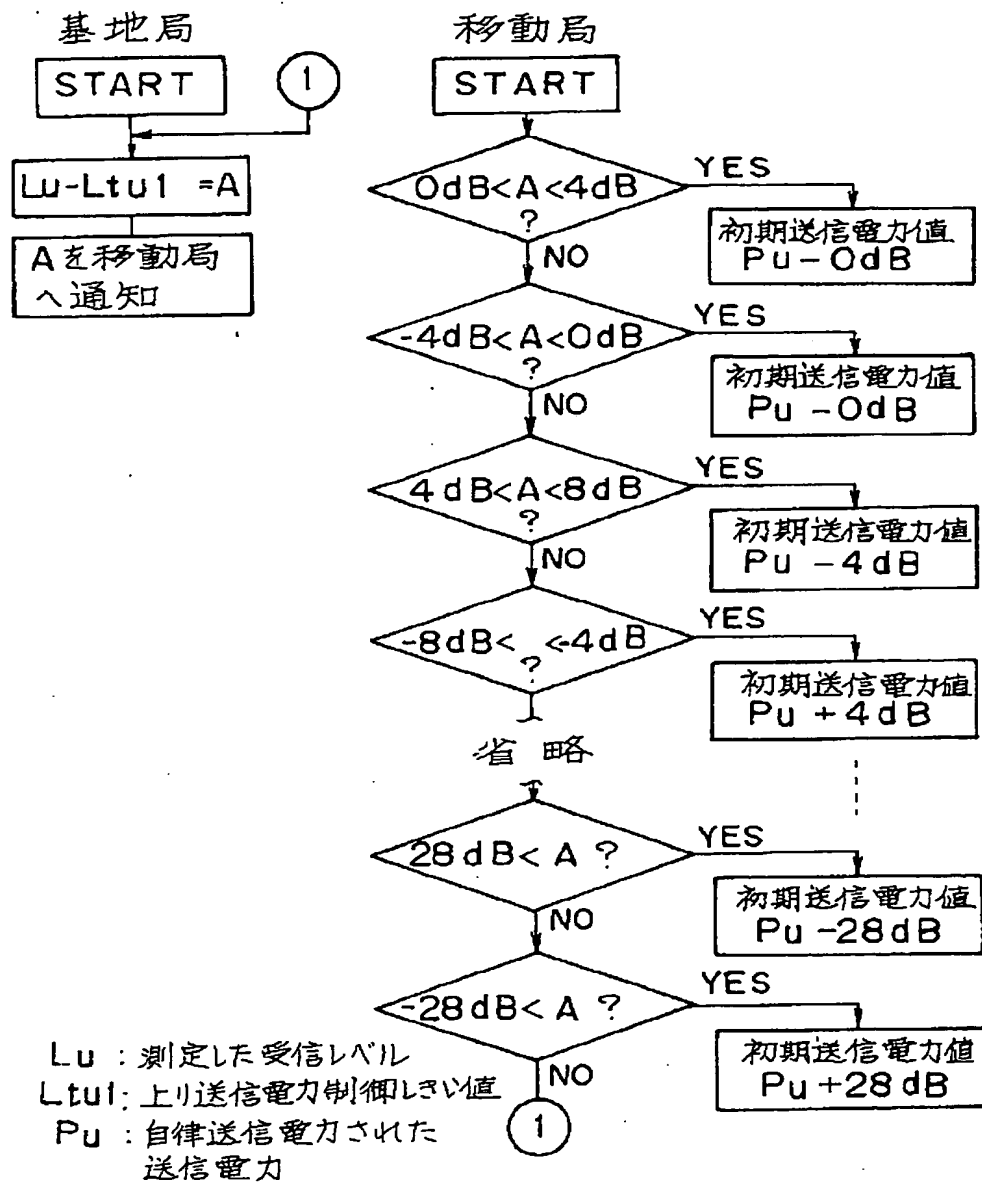 基地局
START
1
Lu-Ltu1 =A
Aを移動局
へ通知
移動局
START
0dB<A<4dB
?
YES
初期送信電力値
Pu-0dB
NO
-4dB<A<0dB
?
YES
初期送信電力値
Pu -0dB
NO
4dB<A<8dB
?
YES
初期送信電力値
Pu -4dB
NO
-8dB< <-4dB
?
YES
初期送信電力値
Pu +4dB
省略
28dB< A ?
YES
初期送信電力値
Pu -28dB
NO
-28dB< A ?
YES
初期送信電力値
Pu +28dB
NO
1
Lu : 測定した受信レベル
Ltu1: 上り送信電力制御しきい値
Pu : 自律送信電力された
送信電力